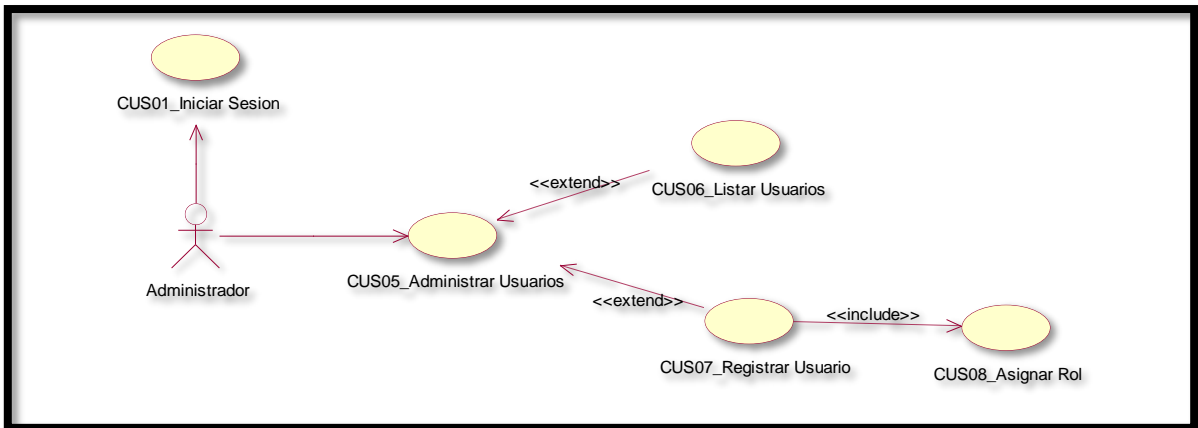 CUS01_Iniciar Sesion
<<extend>>
CUS06_Listar Usuarios
Administrador
CUS05_Administrar Usuarios
<<extend>>
<<include>>
CUS07_Registrar Usuario
CUS08_Asignar Rol